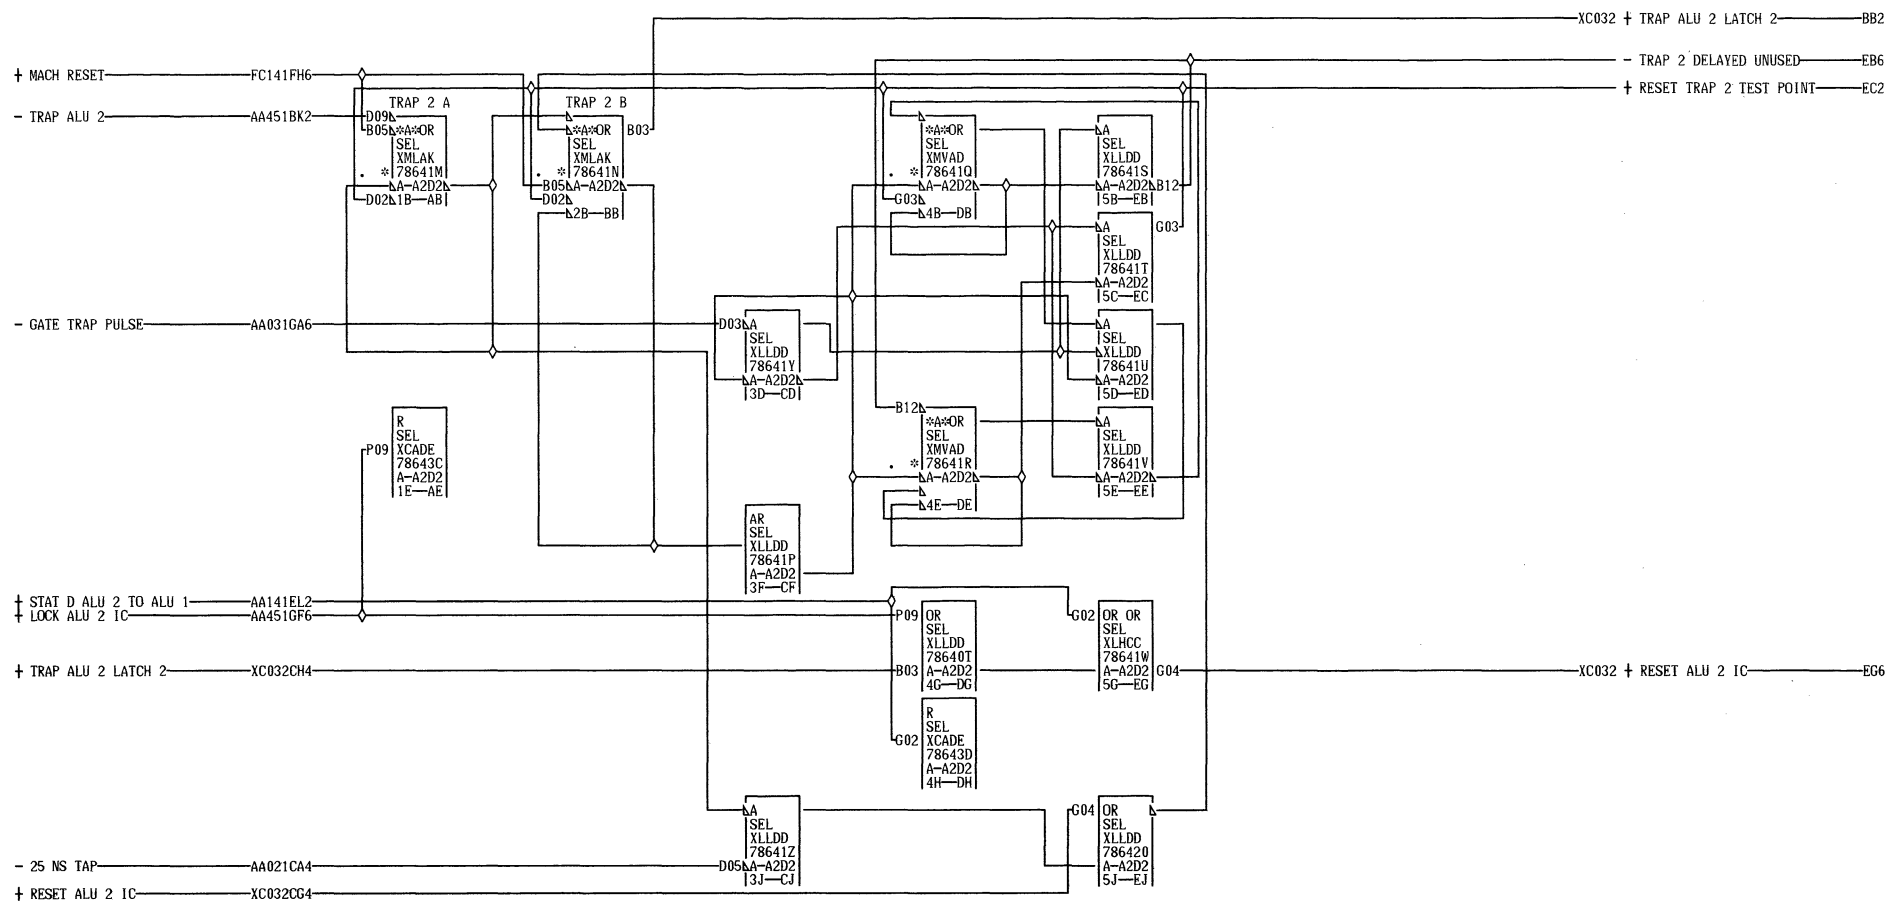 XC032 + TRAP ALU 2 LATCH 2 BB2
- TRAP 2 DELAYED UNUSED EB6
+ MACH RESET FC141FH6
+ RESET TRAP 2 TEST POINT EC2
TRAP 2 A
TRAP 2 B
- TRAP ALU 2 AA451BK2
D09
B05 *A*OR
SEL
XMLAK
* 78641M
A-A2D2
D02 1B-AB
*A*OR B03
SEL
XMLAK
* 78641N
B05 A-A2D2
D02
2B-BB
*A*OR
SEL
XMVAD
* 78641Q
A-A2D2
G03
4B-DB
A
SEL
XLLDD
78641S
A-A2D2 B12
5B-EB
A G03
SEL
XLLDD
78641T
A-A2D2
5C-EC
- GATE TRAP PULSE AA031GA6
D03 A
SEL
XLLDD
78641Y
A-A2D2
3D-CD
A
SEL
XLLDD
78641U
A-A2D2
5D-ED
R
SEL
P09 XCADE
78643C
A-A2D2
1E-AE
B12
*A*OR
SEL
XMVAD
* 78641R
A-A2D2
4E-DE
A
SEL
XLLDD
78641V
A-A2D2
5E-EE
AR
SEL
XLLDD
78641P
A-A2D2
3F-CF
+ STAT D ALU 2 TO ALU 1 AA141EL2
+ LOCK ALU 2 IC AA451GF6
P09 OR
SEL
XLLDD
78640T
B03 A-A2D2
4G-DG
G02 OR OR
SEL
XLHCC
78641W
A-A2D2 G04
5G-EG
+ TRAP ALU 2 LATCH 2 XC032CH4
XC032 + RESET ALU 2 IC EG6
R
SEL
G02 XCADE
78643D
A-A2D2
4H-DH
A
SEL
XLLDD
78641Z
D05 A-A2D2
3J-CJ
G04 OR
SEL
XLLDD
786420
A-A2D2
5J-EJ
- 25 NS TAP AA021CA4
+ RESET ALU 2 IC XC032CG4